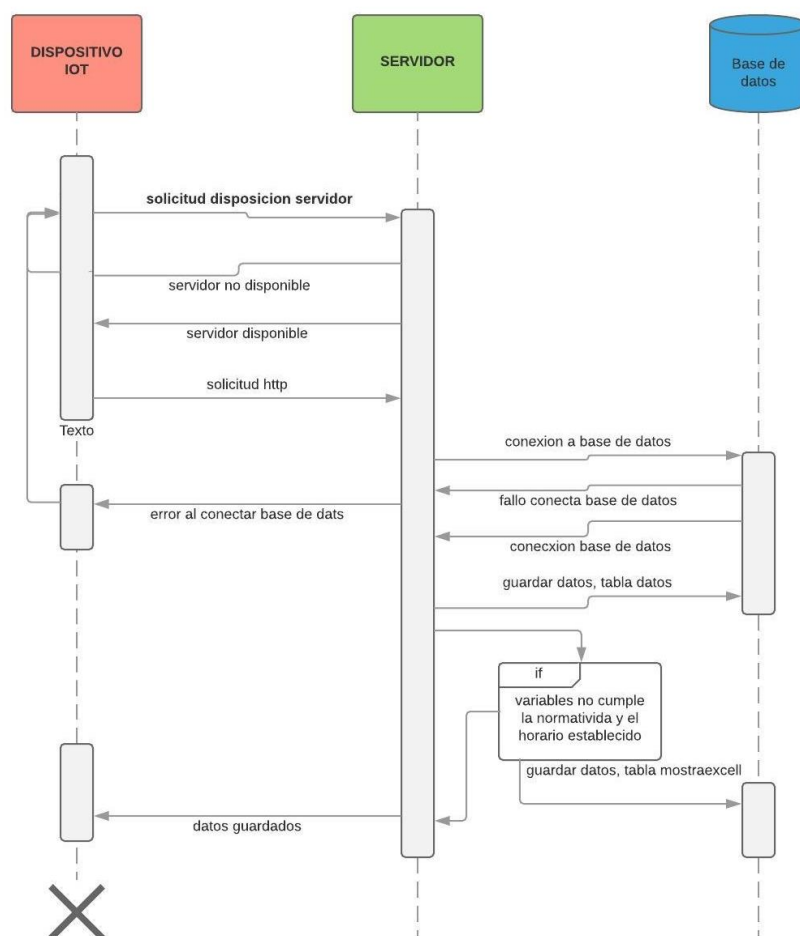 DISPOSITIVO
IOT
SERVIDOR
Base de
datos
solicitud disposicion servidor
servidor no disponible
servidor disponible
solicitud http
Texto
conexion a base de datos
fallo conecta base de datos
error al conectar base de dats
conecxion base de datos
guardar datos, tabla datos
if
variables no cumple
la normativida y el
horario establecido
guardar datos, tabla mostraexcell
datos guardados